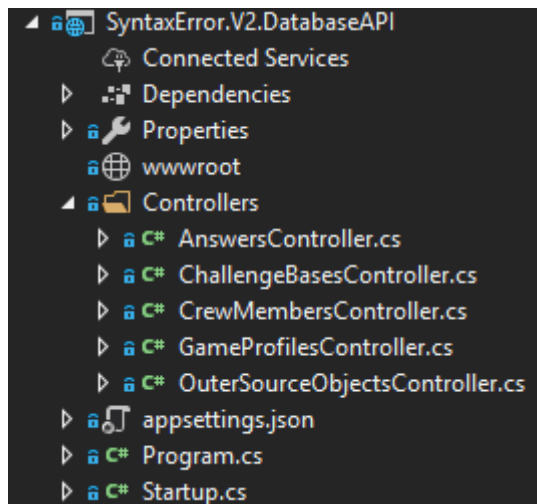 SyntaxError.V2.DatabaseAPI
Connected Services
Dependencies
Properties
wwwroot
Controllers
C# AnswersController.cs
C# ChallengeBasesController.cs
C# CrewMembersController.cs
C# GameProfilesController.cs
C# OuterSourceObjectsController.cs
appsettings.json
C# Program.cs
C# Startup.cs